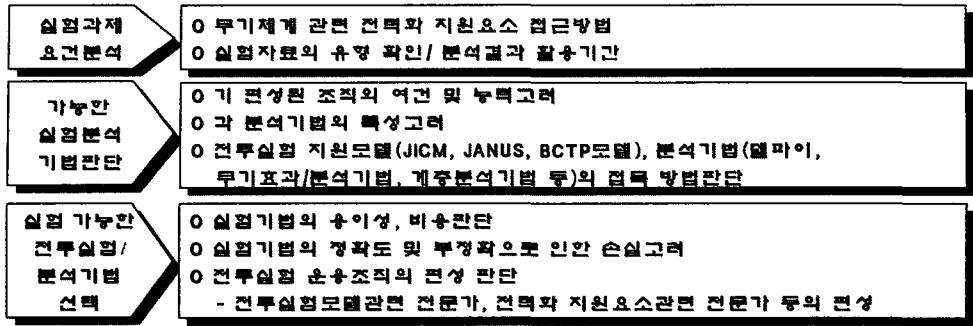 실험과제
요건분석
O 무기체계 관련 전력화 지원요소 접근방법
O 실험자료의 유형 확인/ 분석결과 활용기간
가능한
실험분석
기법판단
O 기 편성된 조직의 여건 및 능력고려
O 각 분석기법의 특성고려
O 전투실험 지원모델(JICM, JANUS, BCTP모델), 분석기법(델파이,
무기효과/분석기법, 계층분석기법 등)의 접목 방법판단
실험 가능한
전투실험/
분석기법
선택
O 실험기법의 용이성, 비용판단
O 실험기법의 정확도 및 부정확으로 인한 손실고려
O 전투실험 운용조직의 편성 판단
- 전투실험모델관련 전문가, 전력화 지원요소관련 전문가 등의 편성